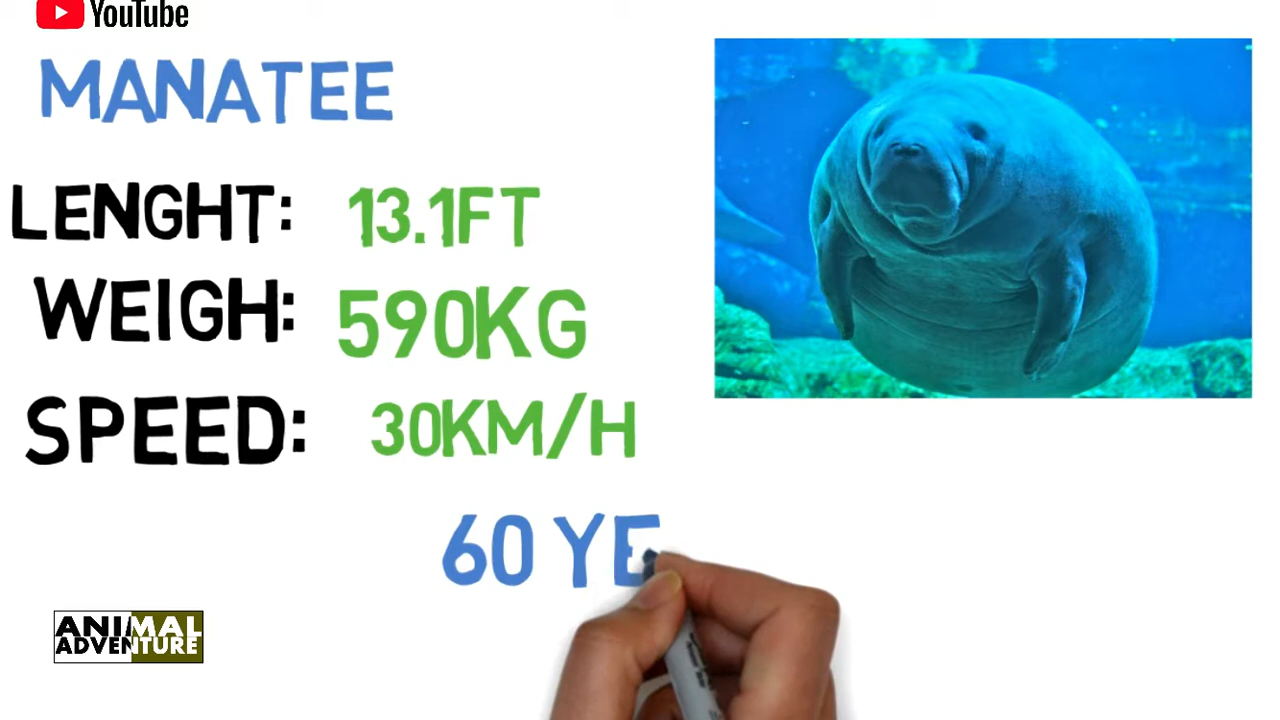 YouTube
MANATEE
LENGHT: 13.1FT
WEIGH: 590KG
SPEED: 30KM/H
60 YE
ANIMAL
ADVENTURE